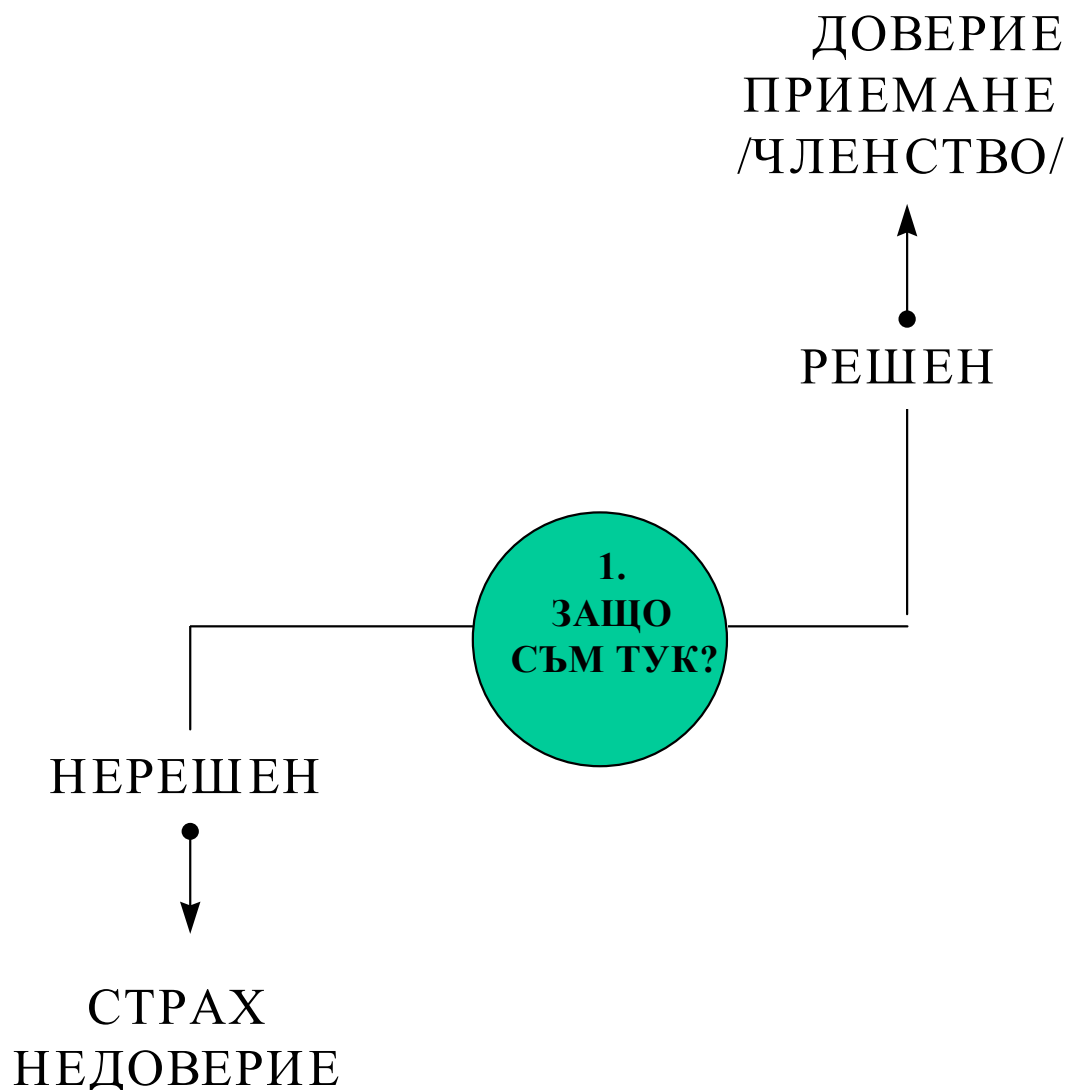 ДОВЕРИЕ
ПРИЕМАНЕ
/ЧЛЕНСТВО/
РЕШЕН
1.
ЗАЩО
СЪМ ТУК?
НЕРЕШЕН
СТРАХ
НЕДОВЕРИЕ